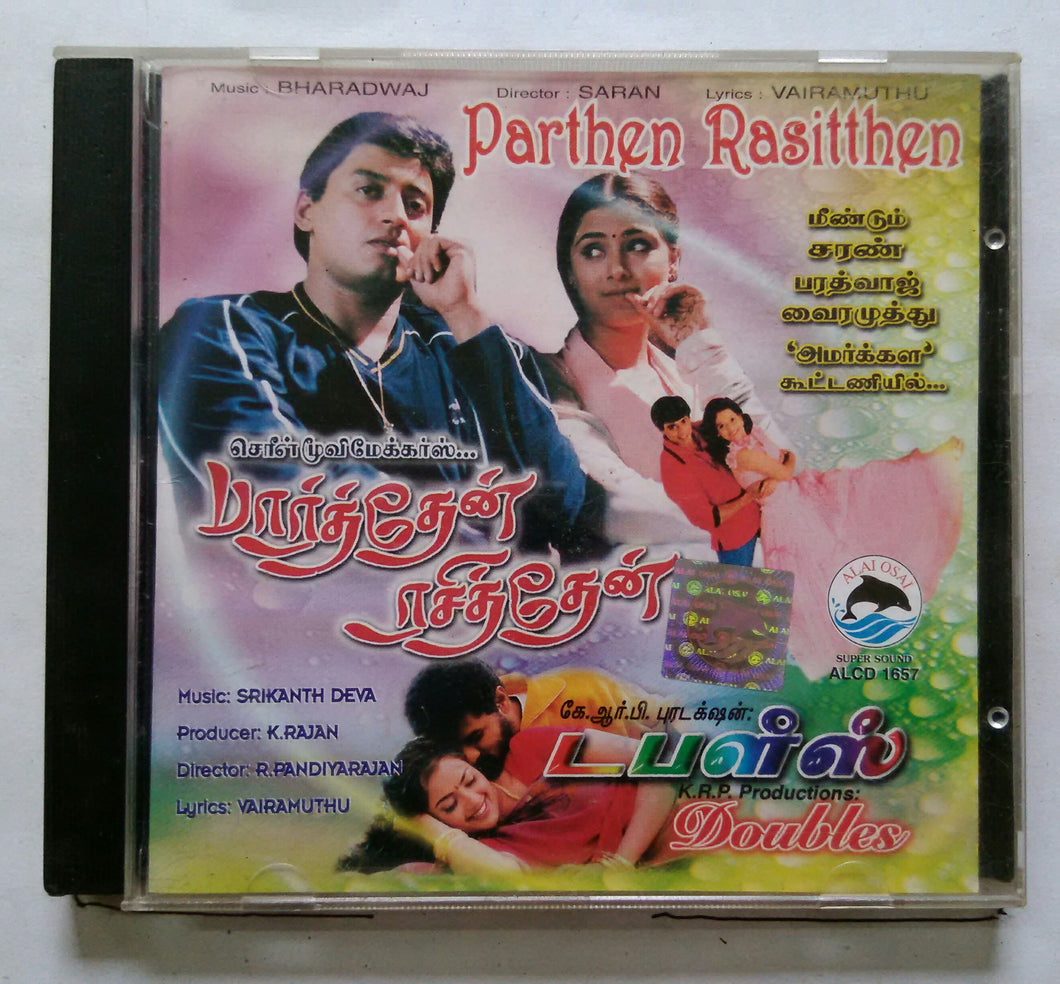 Music : BHARADWAJ Director : SARAN Lyrics : VAIRAMUTHU
Parthen Rasitthen
மீண்டும்
சரண்
பரத்வாஜ்
வைரமுத்து
‘அமர்க்கள’
கூட்டணியில்...
செரீன் மூவி மேக்கர்ஸ்...
பார்த்தேன்
ரசித்தேன்
ALAI OSAI
SUPER SOUND
ALCD 1657
Music: SRIKANTH DEVA
Producer: K.RAJAN
Director: R.PANDIYARAJAN
Lyrics: VAIRAMUTHU
கே.ஆர்.பி. புரடக்‌ஷன்:
டபுள்ஸ்
K.R.P. Productions:
Doubles